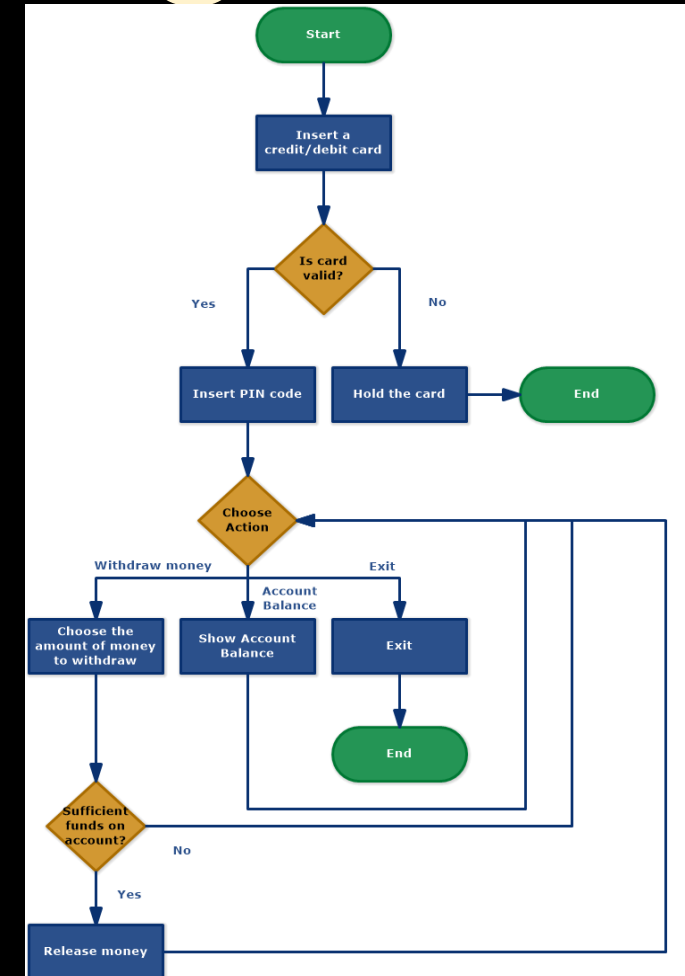 Start
Insert a
credit/debit card
Is card
valid?
Yes
No
Insert PIN code
Hold the card
End
Choose
Action
Withdraw money
Account
Balance
Exit
Choose the
amount of money
to withdraw
Show Account
Balance
Exit
End
Sufficient
funds on
account?
No
Yes
Release money